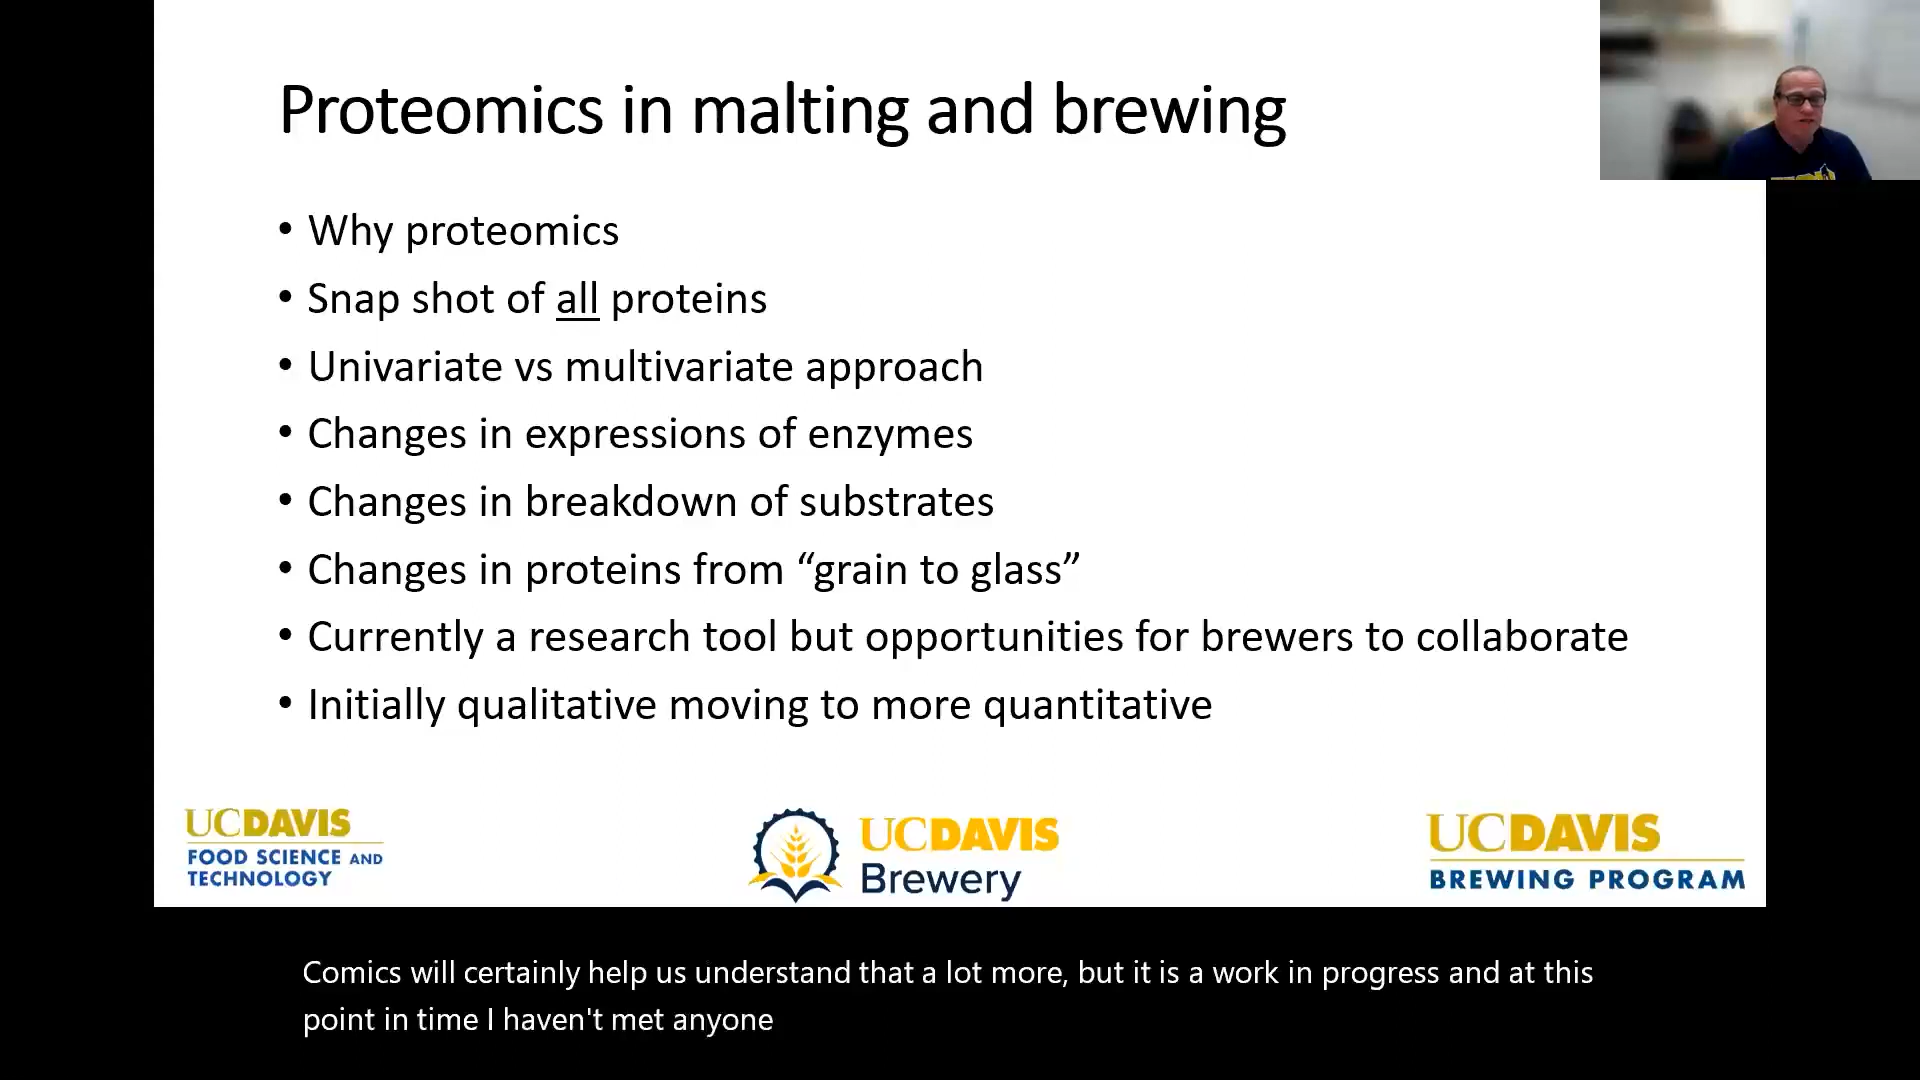 Proteomics in malting and brewing
• Why proteomics
• Snap shot of all proteins
• Univariate vs multivariate approach
• Changes in expressions of enzymes
• Changes in breakdown of substrates
• Changes in proteins from “grain to glass”
• Currently a research tool but opportunities for brewers to collaborate
• Initially qualitative moving to more quantitative
UCDAVIS
FOOD SCIENCE AND
TECHNOLOGY
UCDAVIS
Brewery
UCDAVIS
BREWING PROGRAM
Comics will certainly help us understand that a lot more, but it is a work in progress and at this
point in time I haven't met anyone